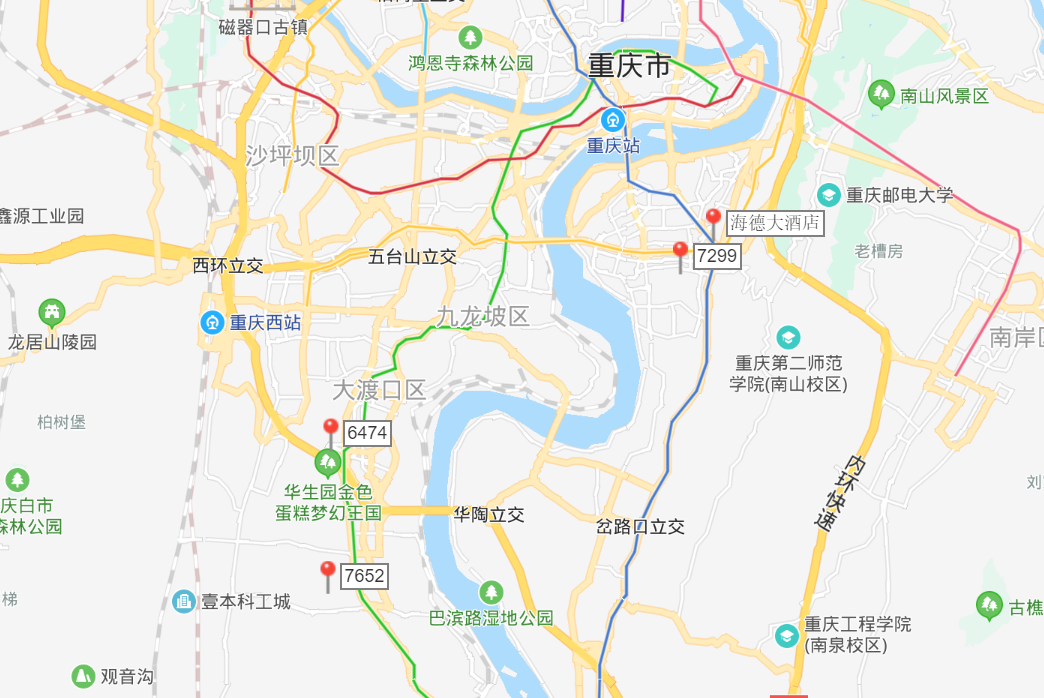 磁器口古镇
鸿恩寺森林公园
重庆市
南山风景区
重庆站
沙坪坝区
重庆邮电大学
鑫源工业园
海德大酒店
7299
老槽房
五台山立交
西环立交
九龙坡区
重庆西站
龙居山陵园
南岸区
重庆第二师范
学院(南山校区)
大渡口区
柏树堡
6474
内环快速
华生园金色
蛋糕梦幻王国
庆白市
森林公园
刘
华陶立交
岔路口立交
7652
壹本科工城
梯
巴滨路湿地公园
古樵
重庆工程学院
(南泉校区)
观音沟